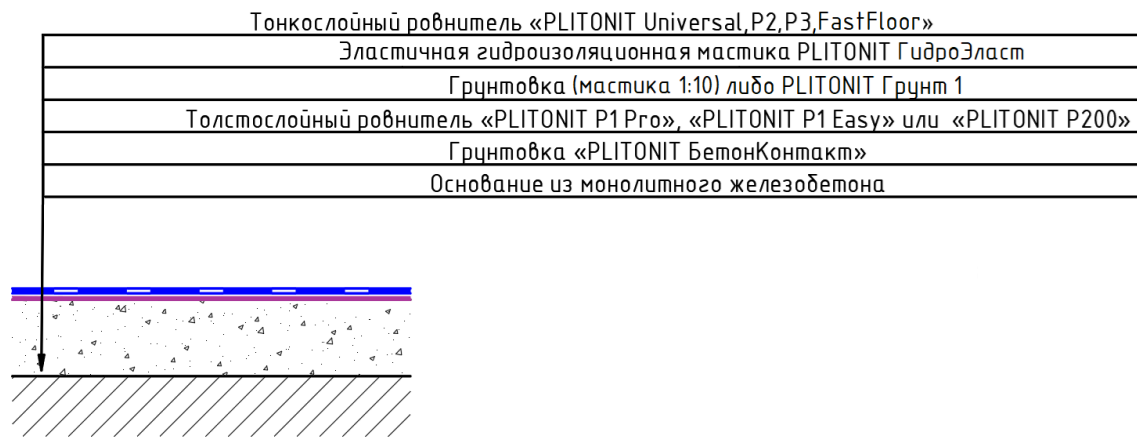 Тонкослойный ровнитель «PLITONIT Universal,P2,P3,FastFloor»
Эластичная гидроизоляционная мастика PLITONIT ГидроЭласт
Грунтовка (мастика 1:10) либо PLITONIT Грунт 1
Толстослойный ровнитель «PLITONIT P1 Pro», «PLITONIT P1 Easy» или «PLITONIT P200»
Грунтовка «PLITONIT БетонКонтакт»
Основание из монолитного железобетона